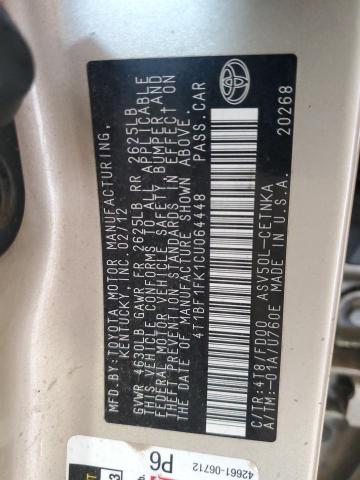 MFD.BY:TOYOTA MOTOR MANUFACTURING,
KENTUCKY, INC. 02/12
GVWR 4630LB GAWR FR 2625LB RR 2625LB
THIS VEHICLE CONFORMS TO ALL APPLICABLE
FEDERAL MOTOR VEHICLE SAFETY, BUMPER, AND
THEFT PREVENTION STANDARDS IN EFFECT ON
THE DATE OF MANUFACTURE SHOWN ABOVE.
4T1BF1FK1CU064448 PASS.CAR
C/TR:4T8/FD00 ASV50L-CETNKA
A/TM:-01A/U760E MADE IN U.S.A.
20268
P6
42661-06712